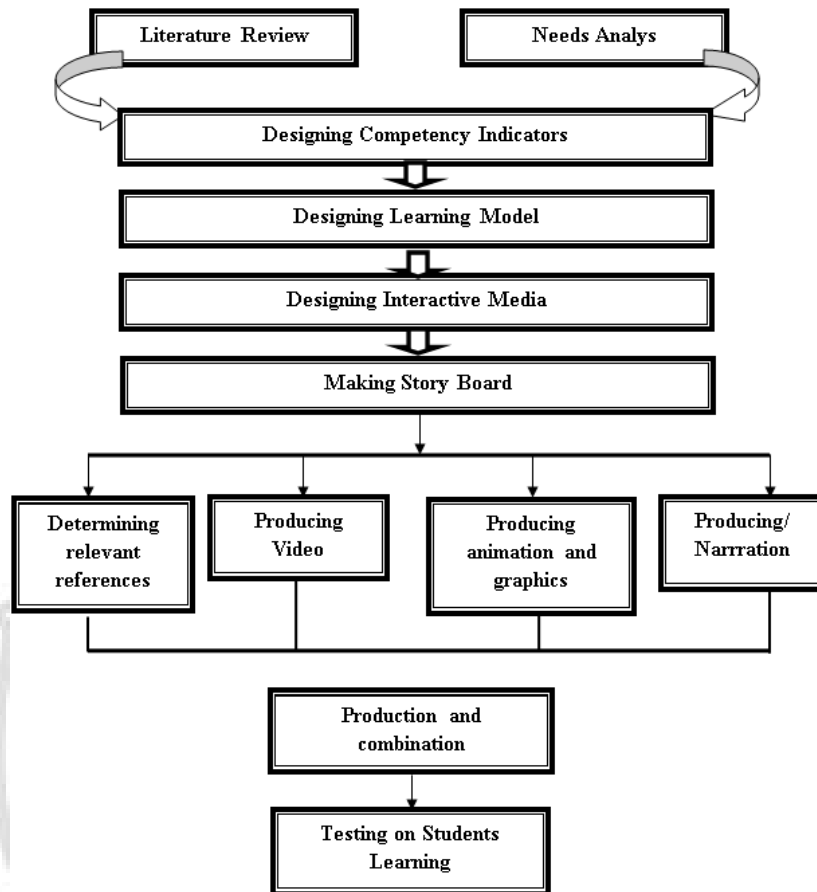 Literature Review
Needs Analys
Designing Competency Indicators
Designing Learning Model
Designing Interactive Media
Making Story Board
Determining
relevant
references
Producing
Video
Producing
animation and
graphics
Producing/
Narrration
Production and
combination
Testing on Students
Learning